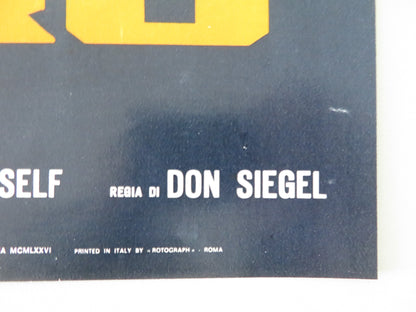 SELF REGIA DI DON SIEGEL
A MCMLXXVI PRINTED IN ITALY BY « ROTOGRAPH » - ROMA